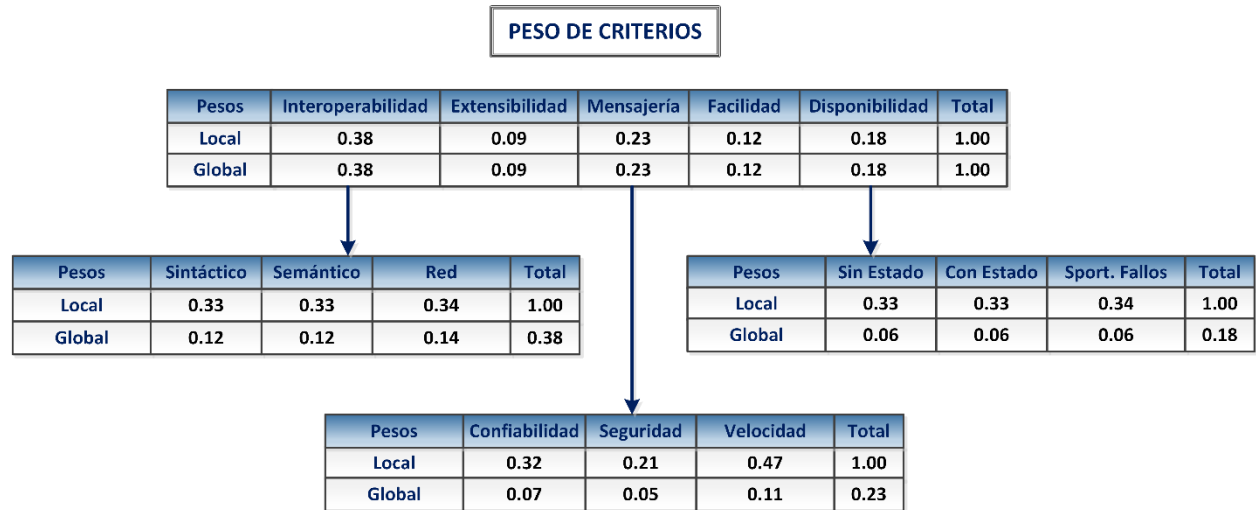 PESO DE CRITERIOS
Pesos Interoperabilidad Extensibilidad Mensajería Facilidad Disponibilidad Total
Local 0.38 0.09 0.23 0.12 0.18 1.00
Global 0.38 0.09 0.23 0.12 0.18 1.00
Pesos Sintáctico Semántico Red Total
Local 0.33 0.33 0.34 1.00
Global 0.12 0.12 0.14 0.38
Pesos Sin Estado Con Estado Sport. Fallos Total
Local 0.33 0.33 0.34 1.00
Global 0.06 0.06 0.06 0.18
Pesos Confiabilidad Seguridad Velocidad Total
Local 0.32 0.21 0.47 1.00
Global 0.07 0.05 0.11 0.23